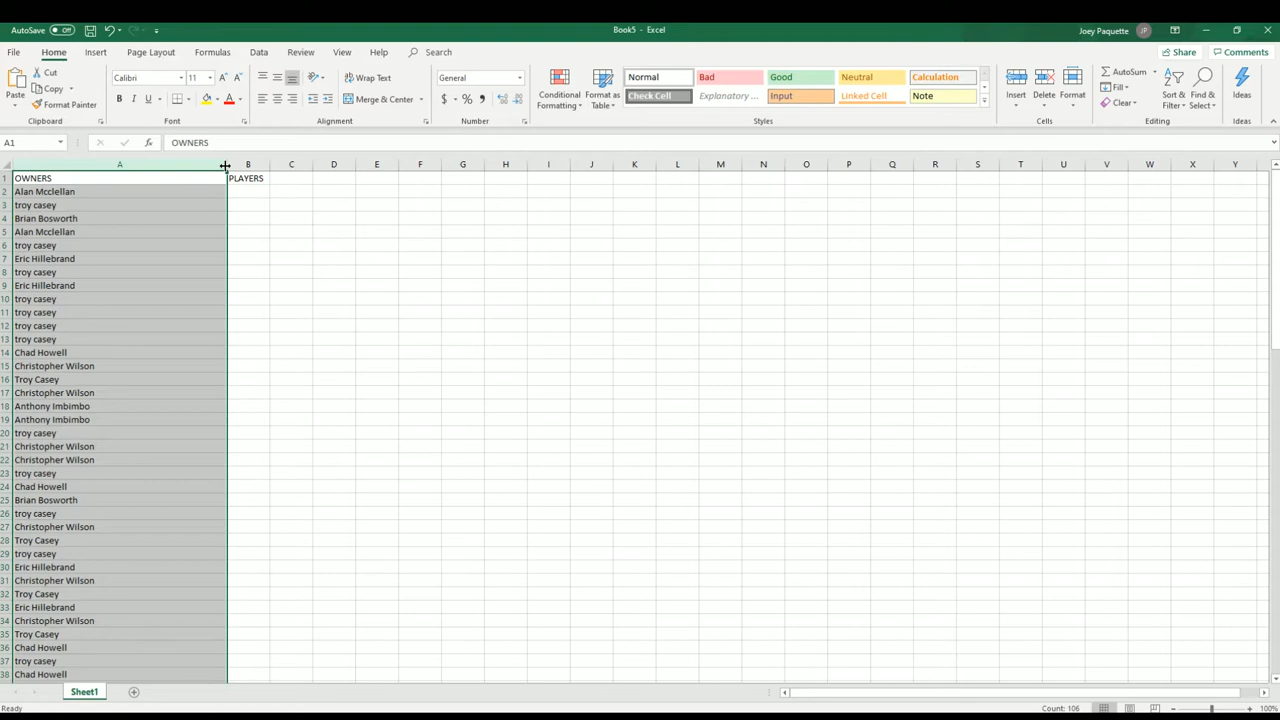 AutoSave Off
Book5 - Excel
Joey Paquette JP
File Home Insert Page Layout Formulas Data Review View Help Search
Share Comments
Paste
Cut
Copy
Format Painter
Clipboard
Calibri 11
B I U
Font
Wrap Text
Merge & Center
Alignment
General
$ % 9
Number
Conditional Formatting
Format as Table
Normal Bad Good Neutral Calculation
Check Cell Explanatory ... Input Linked Cell Note
Styles
Insert Delete Format
Cells
AutoSum
Fill
Clear
Sort & Filter
Find & Select
Editing
Ideas
Ideas
A1 fx OWNERS
A B C D E F G H I J K L M N O P Q R S T U V W X Y
1 OWNERS PLAYERS
2 Alan Mcclellan
3 troy casey
4 Brian Bosworth
5 Alan Mcclellan
6 troy casey
7 Eric Hillebrand
8 troy casey
9 Eric Hillebrand
10 troy casey
11 troy casey
12 troy casey
13 troy casey
14 Chad Howell
15 Christopher Wilson
16 Troy Casey
17 Christopher Wilson
18 Anthony Imbimbo
19 Anthony Imbimbo
20 troy casey
21 Christopher Wilson
22 Christopher Wilson
23 troy casey
24 Chad Howell
25 Brian Bosworth
26 troy casey
27 Christopher Wilson
28 Troy Casey
29 troy casey
30 Eric Hillebrand
31 Christopher Wilson
32 Troy Casey
33 Eric Hillebrand
34 Christopher Wilson
35 Troy Casey
36 Chad Howell
37 troy casey
38 Chad Howell
Sheet1
Ready
Count: 106
100%